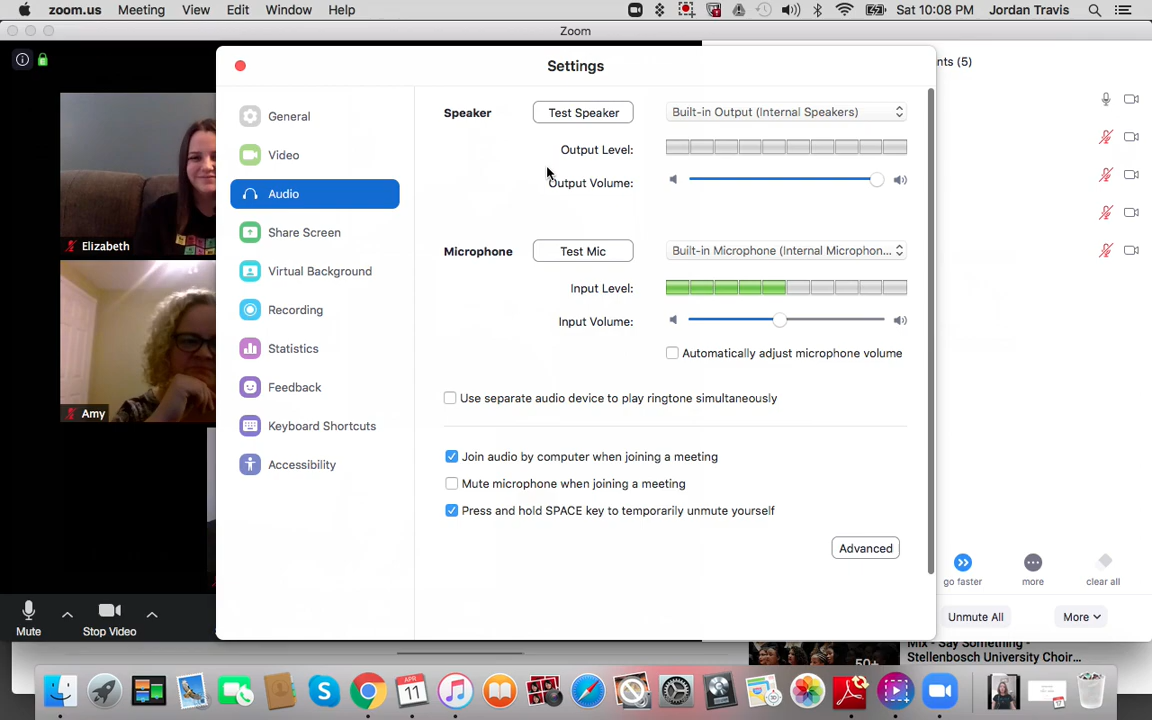 zoom.us Meeting View Edit Window Help Sat 10:08 PM Jordan Travis
Zoom
Settings
nts (5)
General
Video
Audio
Share Screen
Virtual Background
Recording
Statistics
Feedback
Keyboard Shortcuts
Accessibility
Speaker Test Speaker Built-in Output (Internal Speakers)
Output Level:
Output Volume:
Microphone Test Mic Built-in Microphone (Internal Microphon...
Input Level:
Input Volume:
Automatically adjust microphone volume
Use separate audio device to play ringtone simultaneously
Join audio by computer when joining a meeting
Mute microphone when joining a meeting
Press and hold SPACE key to temporarily unmute yourself
Advanced
Elizabeth
Amy
go faster more clear all
Mute Stop Video
Unmute All More
Mix - Say Something -
Stellenbosch University Choir...
50+
APR
11
17